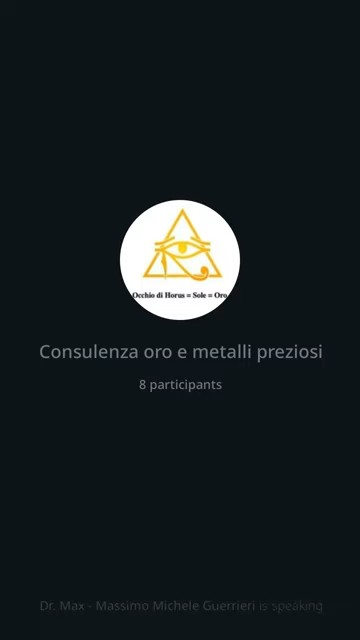 Occhio di Horus = Sole = Oro
Consulenza oro e metalli preziosi
8 participants
Dr. Max - Massimo Michele Guerrieri is speaking